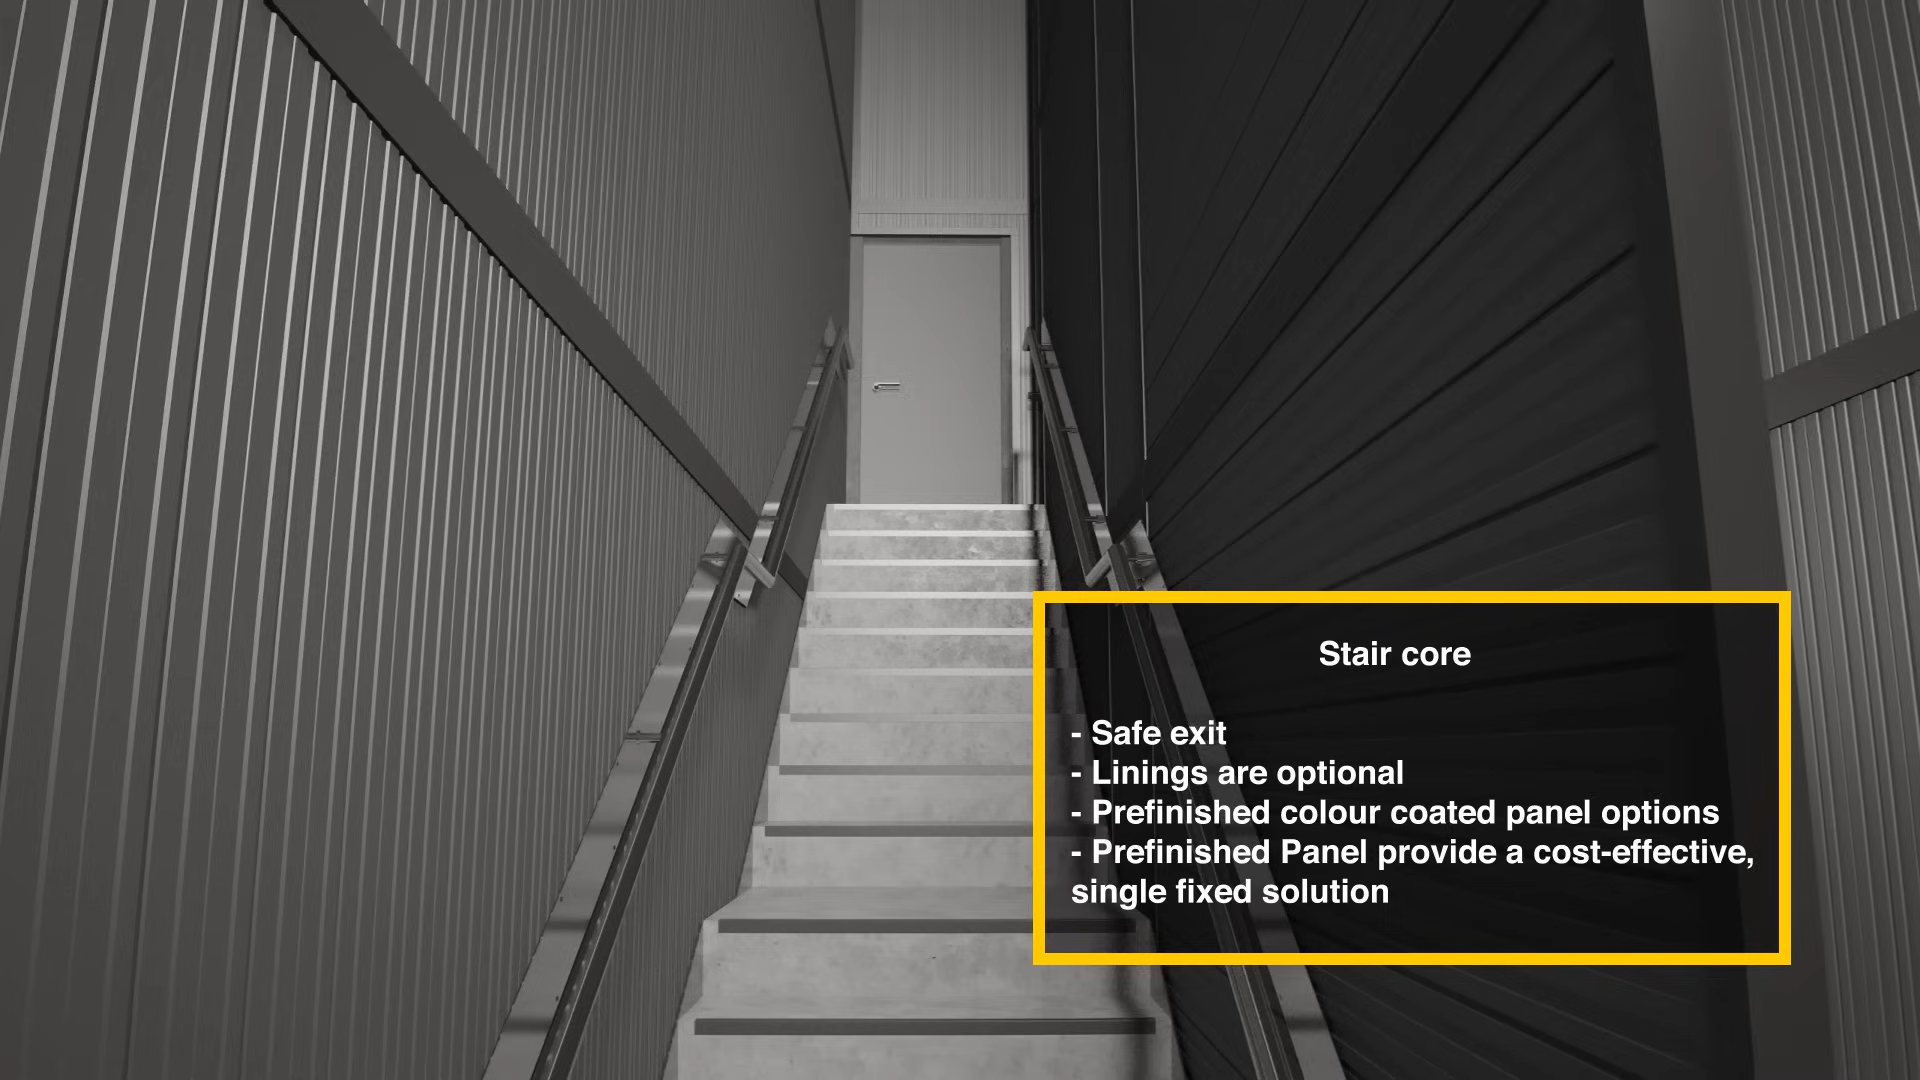 Stair core
- Safe exit
- Linings are optional
- Prefinished colour coated panel options
- Prefinished Panel provide a cost-effective,
single fixed solution